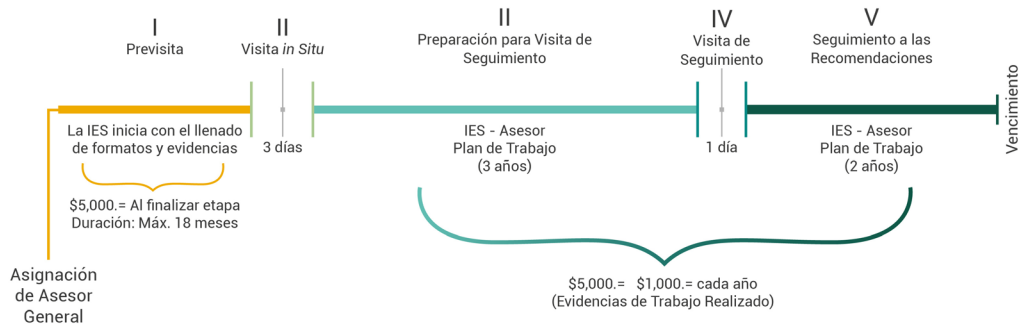 I
Previsita
II
Visita in Situ
II
Preparación para Visita de
Seguimiento
IV
Visita de
Seguimiento
V
Seguimiento a las
Recomendaciones
La IES inicia con el llenado
de formatos y evidencias
3 días
IES - Asesor
Plan de Trabajo
(3 años)
1 día
IES - Asesor
Plan de Trabajo
(2 años)
Vencimiento
$5,000.= Al finalizar etapa
Duración: Máx. 18 meses
Asignación
de Asesor
General
$5,000.= $1,000.= cada año
(Evidencias de Trabajo Realizado)